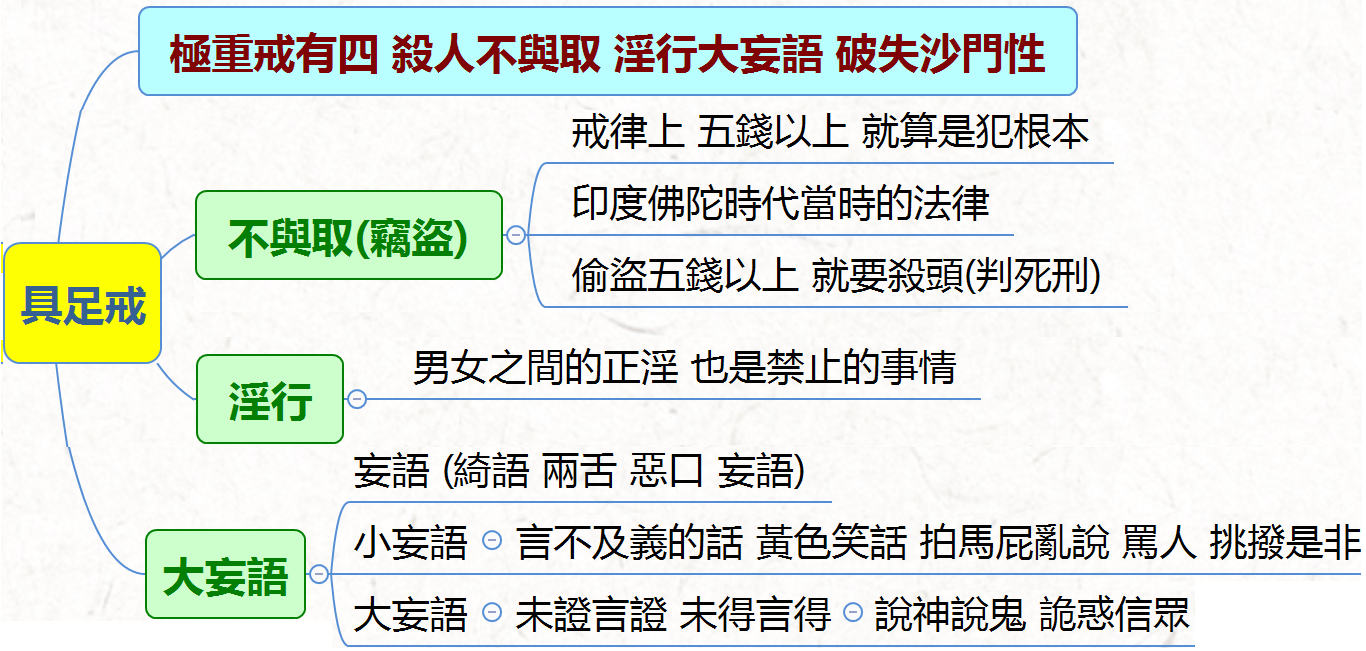 極重戒有四 殺人不與取 淫行大妄語 破失沙門性
戒律上 五錢以上 就算是犯根本
不與取(竊盜)
印度佛陀時代當時的法律
偷盜五錢以上 就要殺頭(判死刑)
具足戒
淫行
男女之間的正淫 也是禁止的事情
妄語 (綺語 兩舌 惡口 妄語)
大妄語
小妄語 言不及義的話 黃色笑話 拍馬屁亂說 罵人 挑撥是非
大妄語 未證言證 未得言得 說神說鬼 詭惑信眾